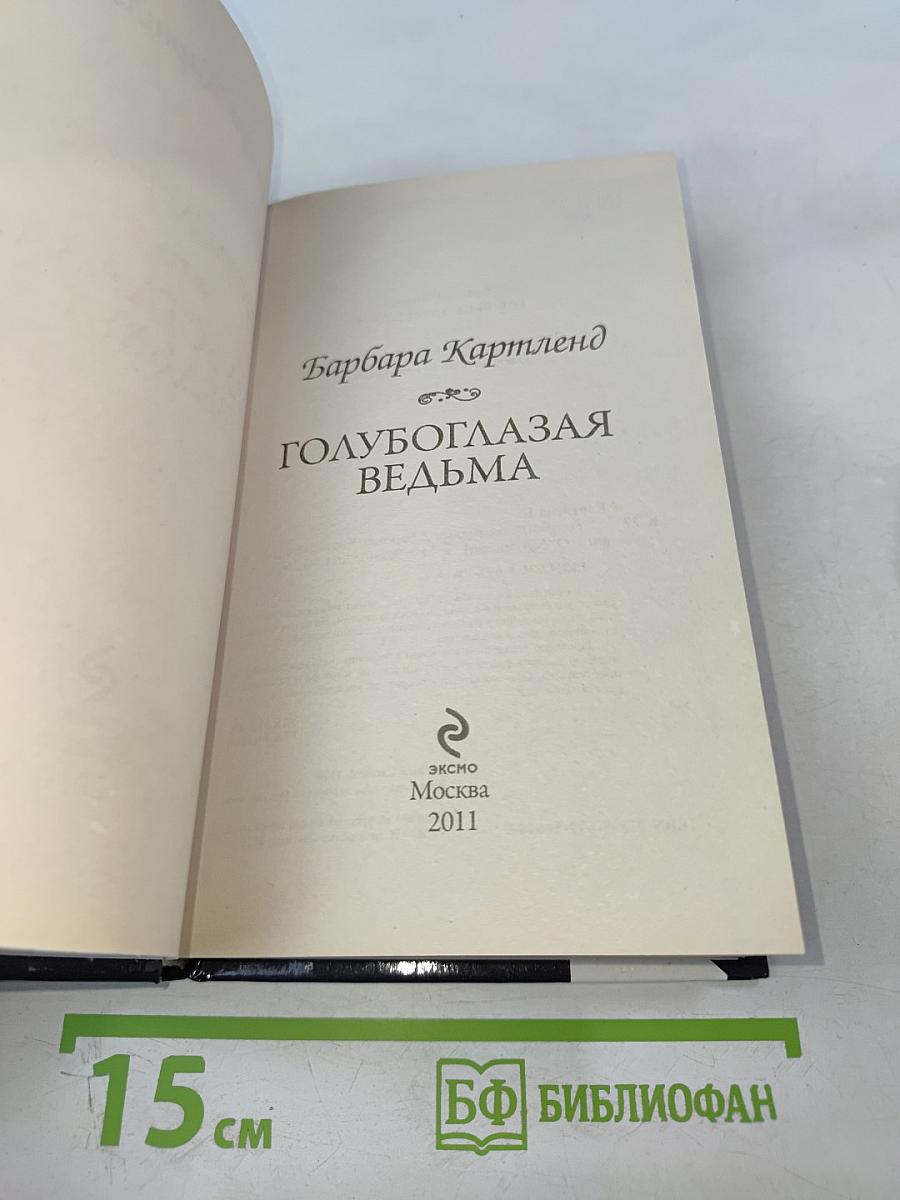 Барбара Картленд
ГОЛУБОГЛАЗАЯ
ВЕДЬМА
ЭКСМО
Москва
2011
15 см
БФ БИБЛИОФАН